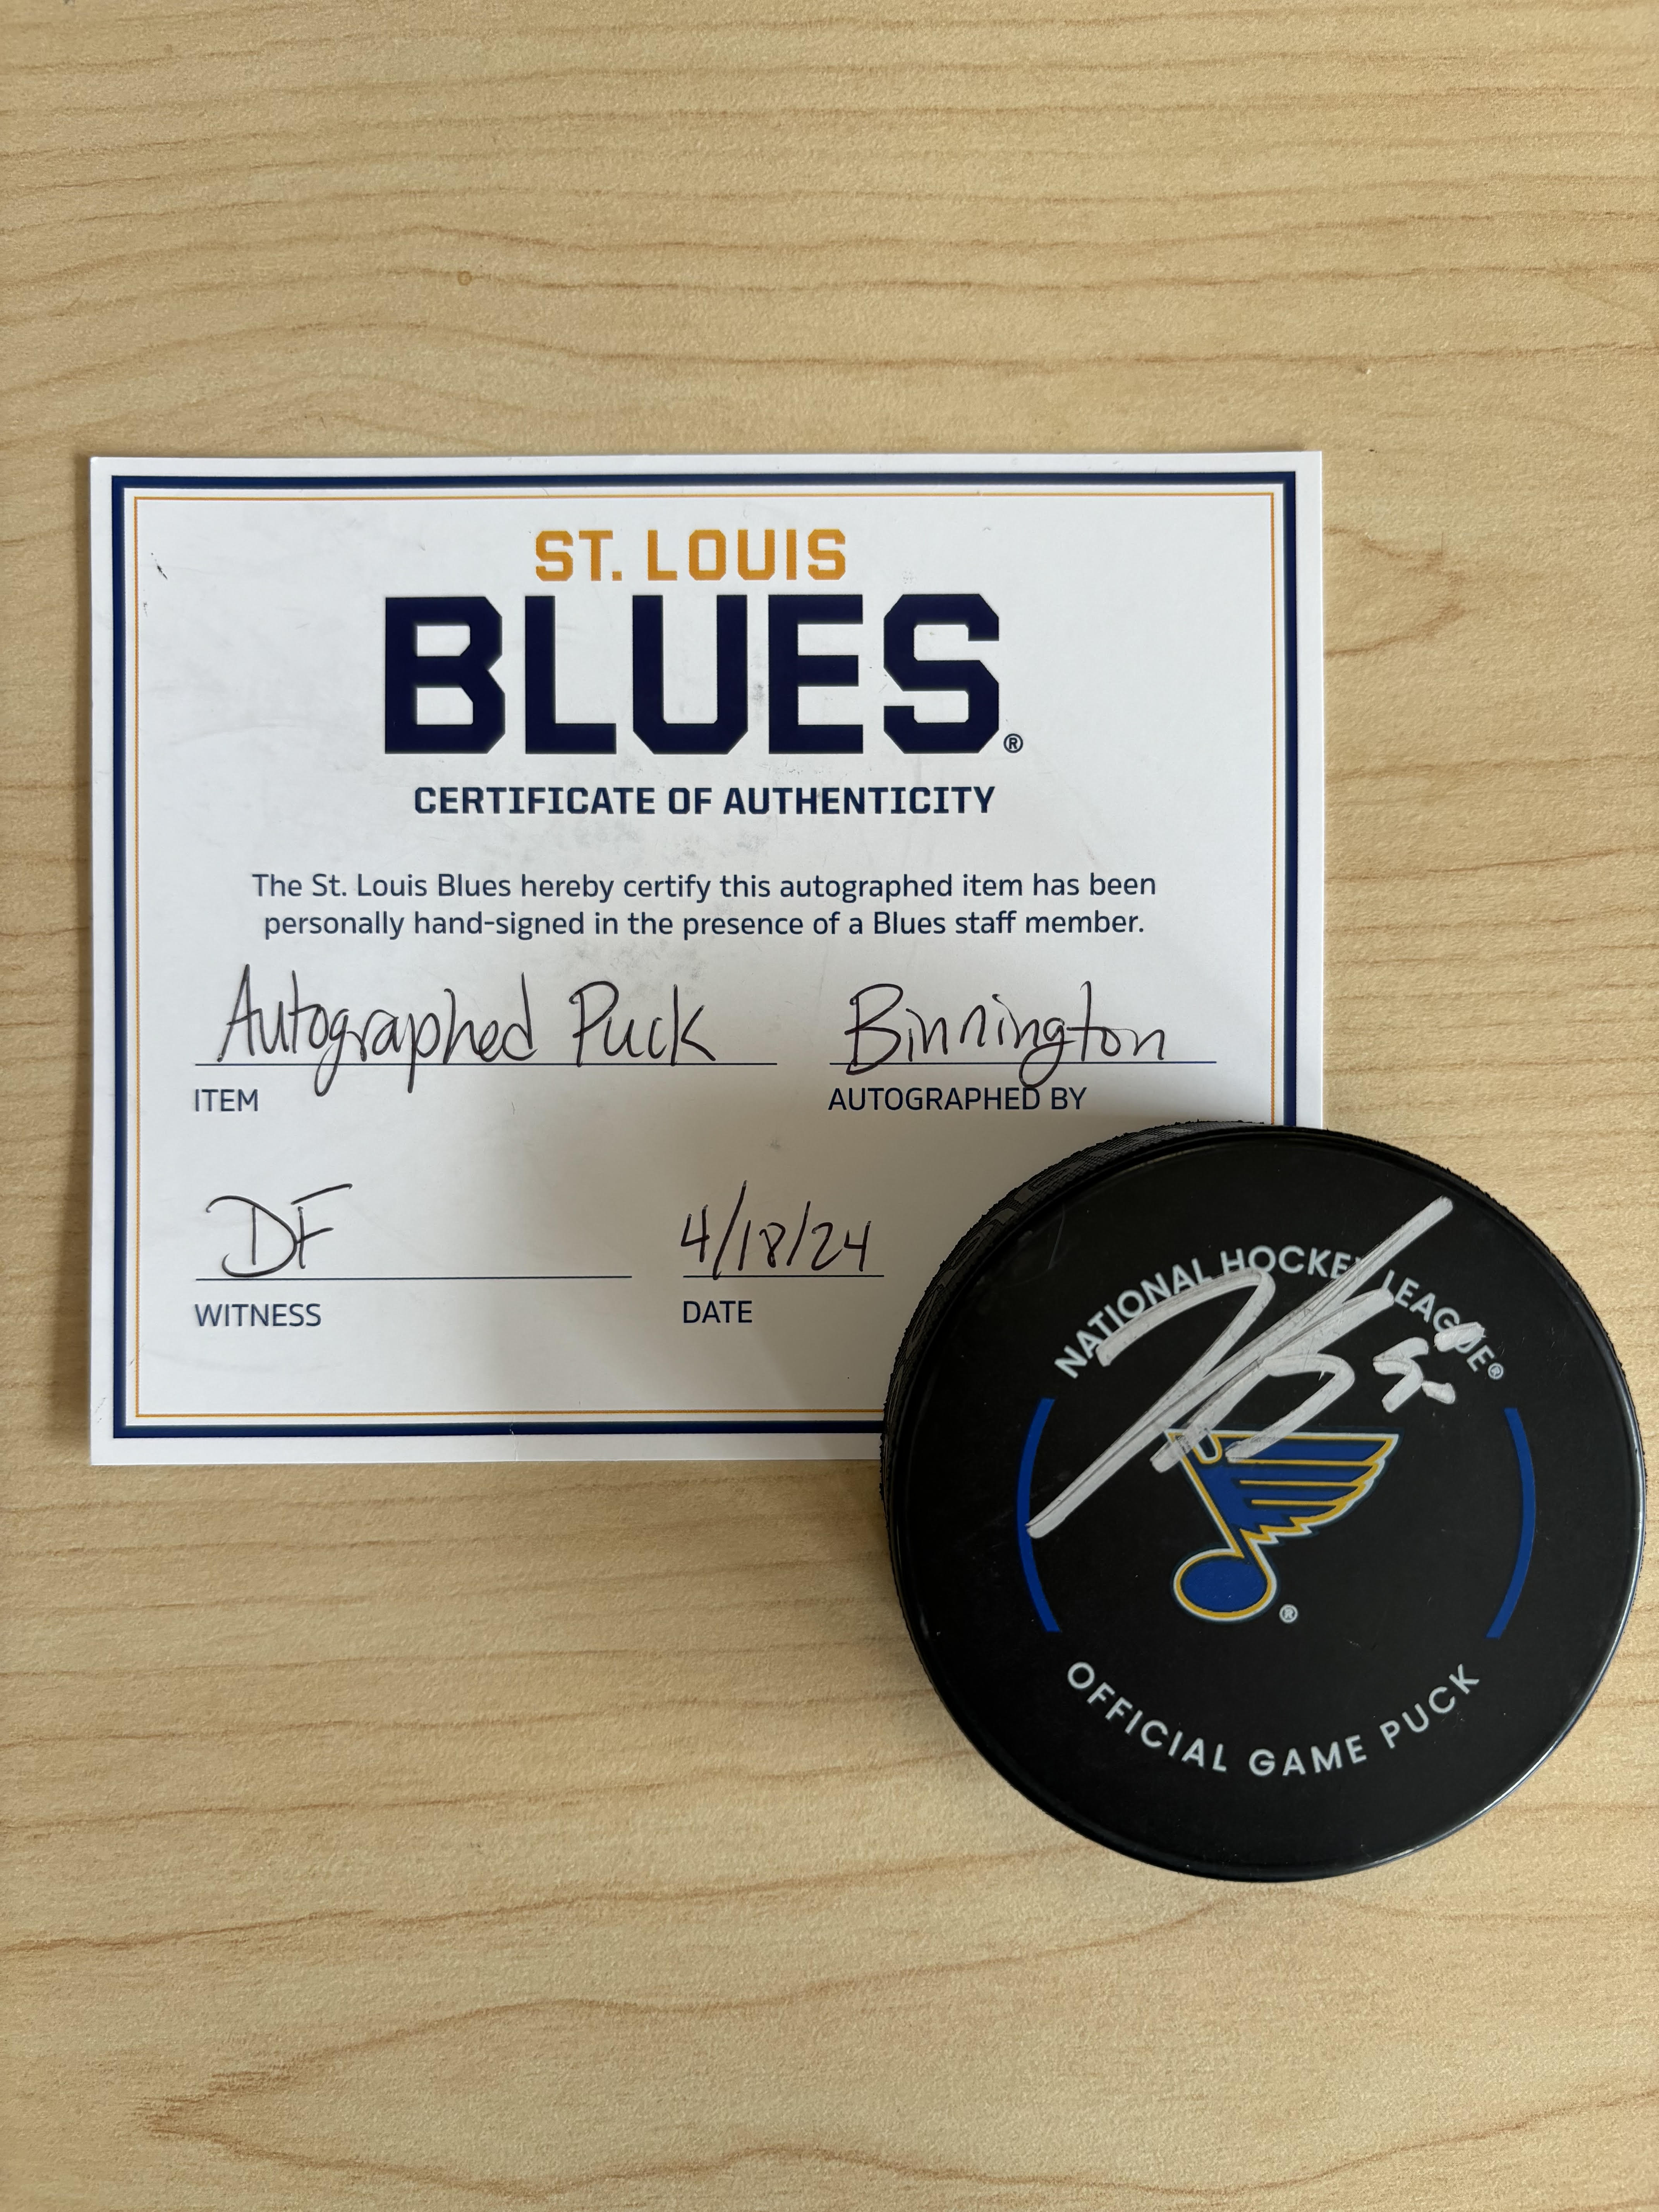 ST. LOUIS
BLUES®
CERTIFICATE OF AUTHENTICITY
The St. Louis Blues hereby certify this autographed item has been
personally hand-signed in the presence of a Blues staff member.
Autographed Puck
Binnington
ITEM
AUTOGRAPHED BY
DF
4/18/24
WITNESS
DATE
NATIONAL HOCKEY LEAGUE®
®
OFFICIAL GAME PUCK